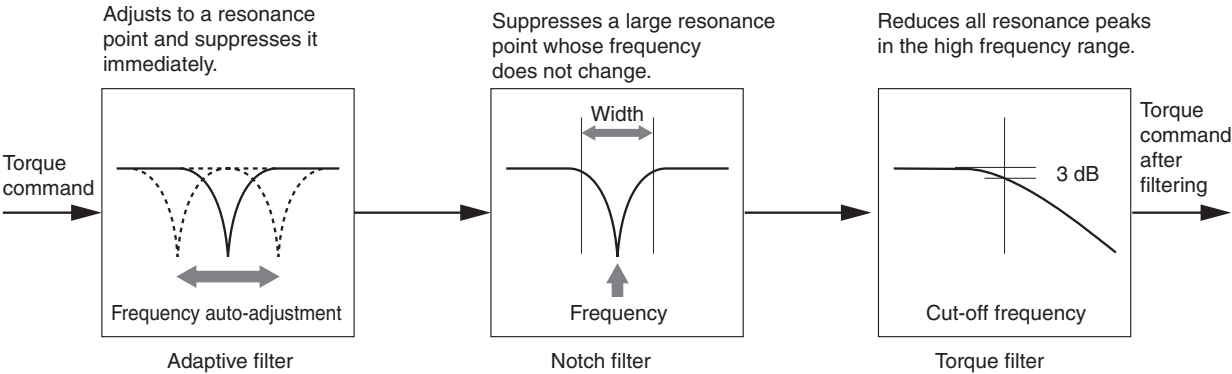 Adjusts to a resonance
point and suppresses it
immediately.
Suppresses a large resonance
point whose frequency
does not change.
Reduces all resonance peaks
in the high frequency range.
Torque
command
Frequency auto-adjustment
Adaptive filter
Width
Frequency
Notch filter
3 dB
Cut-off frequency
Torque filter
Torque
command
after
filtering